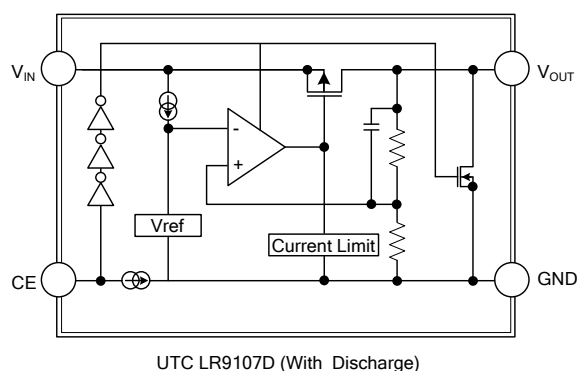 VIN
VOUT
-
+
Vref
Current Limit
CE
GND
UTC LR9107D (With Discharge)